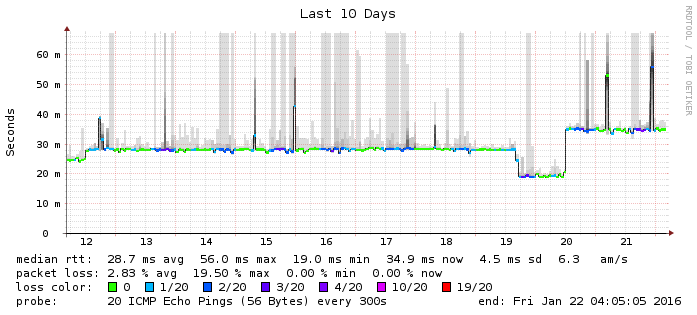 Last 10 Days
RRDTOOL / TOBI OETIKER
Seconds
60 m
50 m
40 m
30 m
20 m
10 m
0
12 13 14 15 16 17 18 19 20 21
median rtt: 28.7 ms avg 56.0 ms max 19.0 ms min 34.9 ms now 4.5 ms sd 6.3 am/s
packet loss: 2.83 % avg 19.50 % max 0.00 % min 0.00 % now
loss color: 0 1/20 2/20 3/20 4/20 10/20 19/20
probe: 20 ICMP Echo Pings (56 Bytes) every 300s end: Fri Jan 22 04:05:05 2016